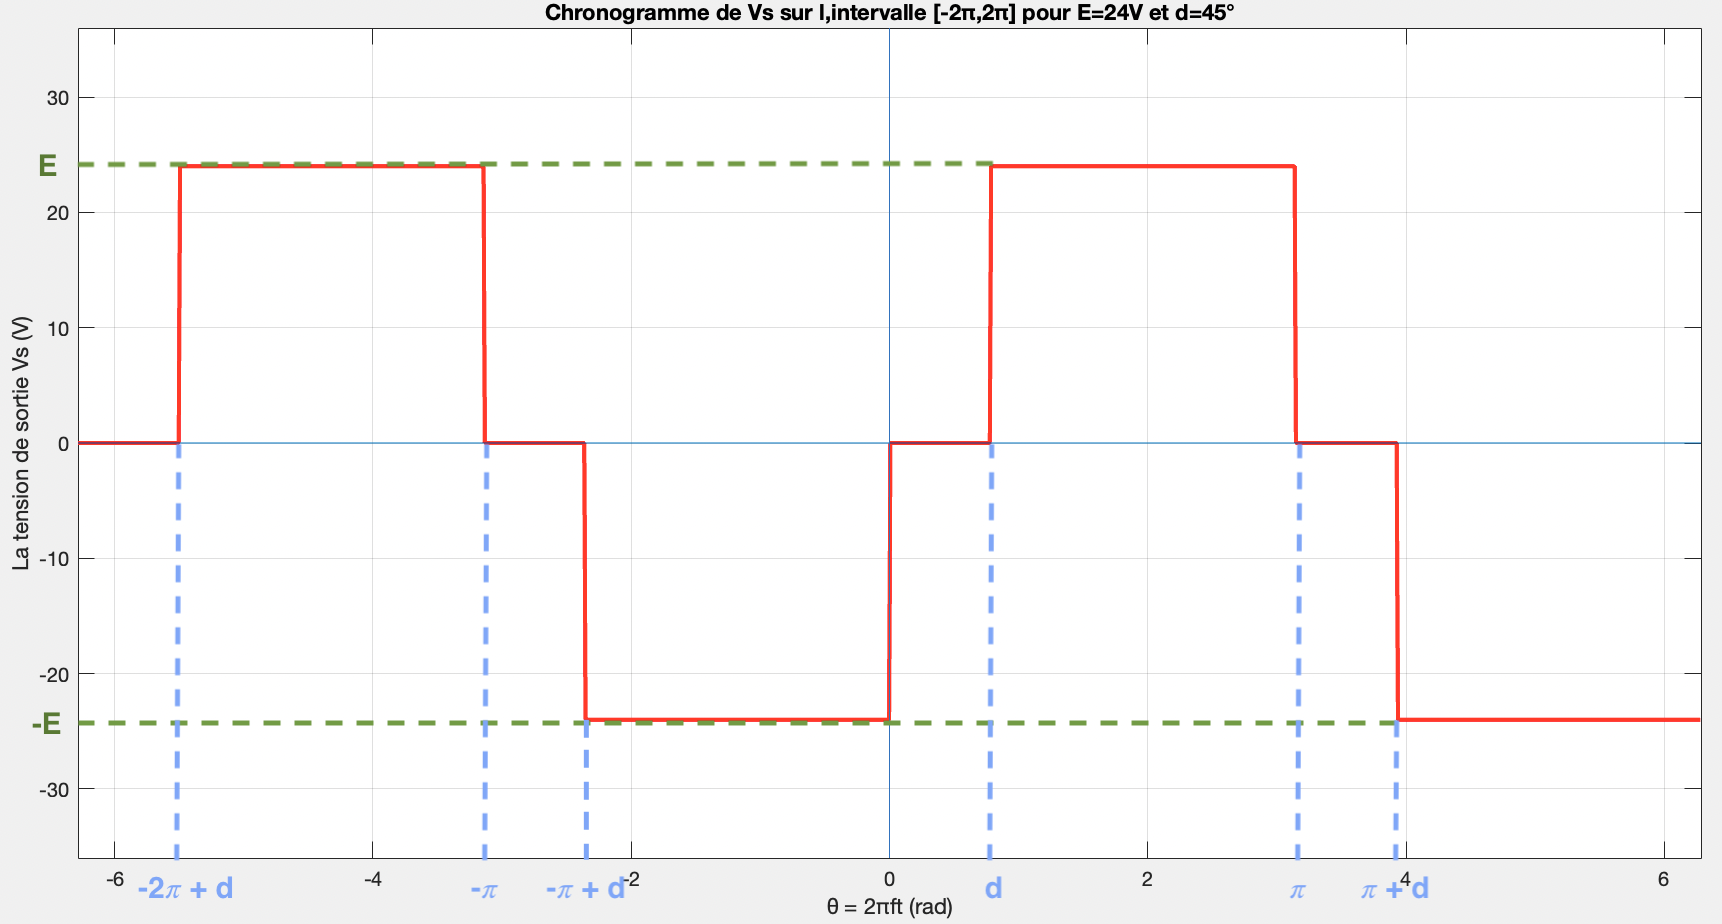 Chronogramme de Vs sur l,intervalle [-2π,2π] pour E=24V et d=45°
La tension de sortie Vs (V)
30
E
20
10
0
-10
-20
-E
-30
-6 -4 -2 0 2 4 6
-2π + d -π -π + d d π π + d
θ = 2πft (rad)